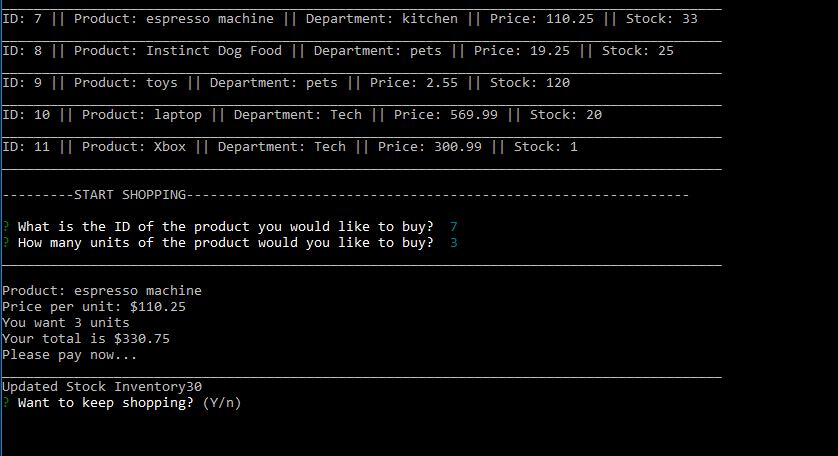 ID: 7 || Product: espresso machine || Department: kitchen || Price: 110.25 || Stock: 33
ID: 8 || Product: Instinct Dog Food || Department: pets || Price: 19.25 || Stock: 25
ID: 9 || Product: toys || Department: pets || Price: 2.55 || Stock: 120
ID: 10 || Product: laptop || Department: Tech || Price: 569.99 || Stock: 20
ID: 11 || Product: Xbox || Department: Tech || Price: 300.99 || Stock: 1
---------START SHOPPING---------------------------------------------------------------
? What is the ID of the product you would like to buy?  7
? How many units of the product would you like to buy?  3
Product: espresso machine
Price per unit: $110.25
You want 3 units
Your total is $330.75
Please pay now...
Updated Stock Inventory30
? Want to keep shopping? (Y/n)